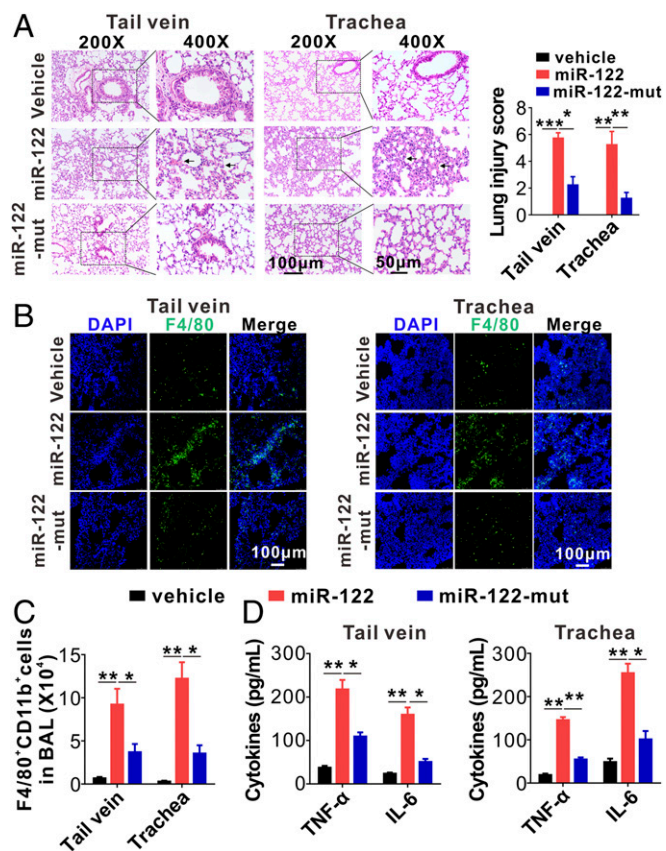 A
Tail vein
Trachea
200X 400X 200X 400X
Vehicle
miR-122
miR-122
-mut
100μm
50μm
vehicle
miR-122
miR-122-mut
Lung injury score
8
6
4
2
0
*** *
** **
Tail vein
Trachea
B
Tail vein
DAPI F4/80 Merge
Vehicle
miR-122
miR-122
-mut
100μm
Trachea
DAPI F4/80 Merge
Vehicle
miR-122
miR-122
-mut
100μm
vehicle miR-122 miR-122-mut
C
F4/80⁺CD11b⁺cells
in BAL (X10⁴)
15
10
5
0
** *
** *
Tail vein
Trachea
D
Tail vein
Cytokines (pg/mL)
300
200
100
0
** *
** *
TNF-α
IL-6
Trachea
Cytokines (pg/mL)
300
200
100
0
** **
** *
TNF-α
IL-6